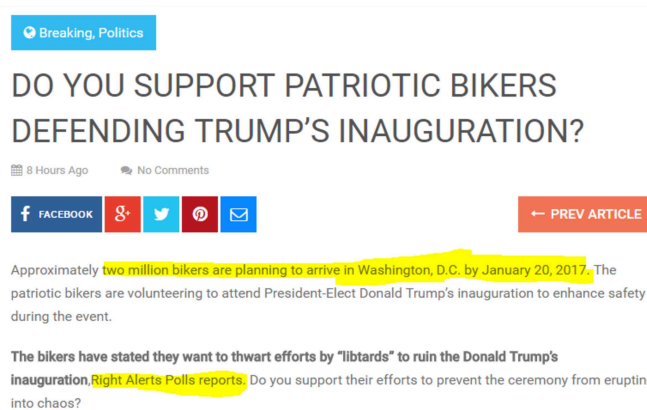 Breaking, Politics
DO YOU SUPPORT PATRIOTIC BIKERS
DEFENDING TRUMP'S INAUGURATION?
8 Hours Ago No Comments
f FACEBOOK g+ ← PREV ARTICLE
Approximately two million bikers are planning to arrive in Washington, D.C. by January 20, 2017. The
patriotic bikers are volunteering to attend President-Elect Donald Trump's inauguration to enhance safety
during the event.
The bikers have stated they want to thwart efforts by “libtards” to ruin the Donald Trump's
inauguration,Right Alerts Polls reports. Do you support their efforts to prevent the ceremony from eruptin
into chaos?